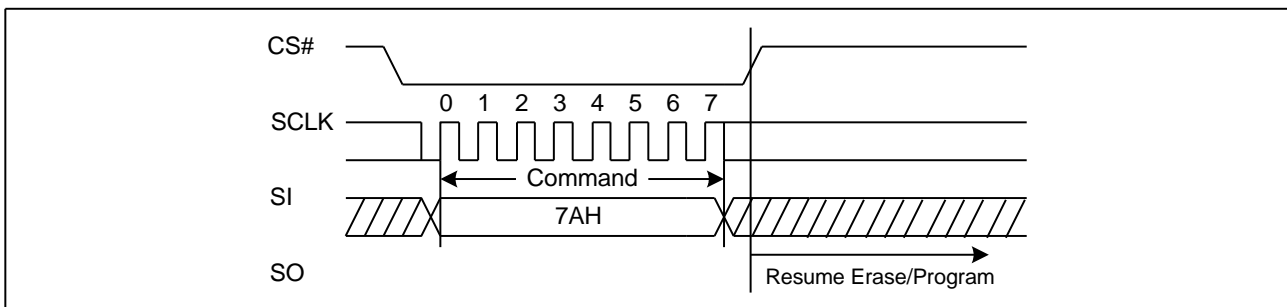 CS#
0 1 2 3 4 5 6 7
SCLK
Command
SI
7AH
SO
Resume Erase/Program